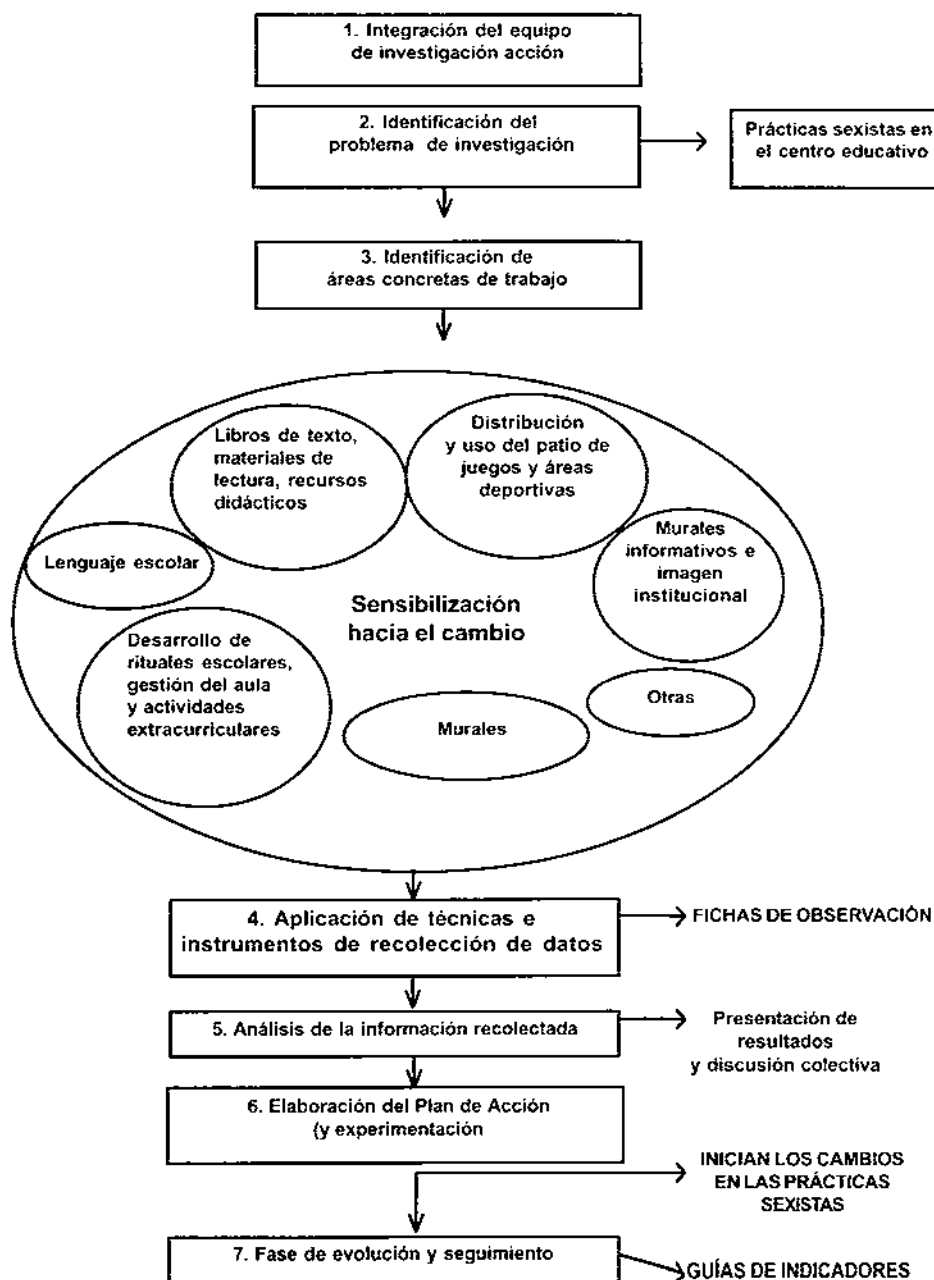 1. Integración del equipo
de investigación acción
2. Identificación del
problema de investigación
Prácticas sexistas en
el centro educativo
3. Identificación de
áreas concretas de trabajo
Libros de texto,
materiales de
lectura, recursos
didácticos
Distribución
y uso del patio de
juegos y áreas
deportivas
Lenguaje escolar
Murales
informativos e
imagen
institucional
Sensibilización
hacia el cambio
Desarrollo de
rituales escolares,
gestión del aula
y actividades
extracurriculares
Murales
Otras
4. Aplicación de técnicas e
instrumentos de recolección de datos
FICHAS DE OBSERVACIÓN
5. Análisis de la información recolectada
Presentación de
resultados
y discusión colectiva
6. Elaboración del Plan de Acción
(y experimentación
INICIAN LOS CAMBIOS
EN LAS PRÁCTICAS
SEXISTAS
7. Fase de evolución y seguimiento
GUÍAS DE INDICADORES